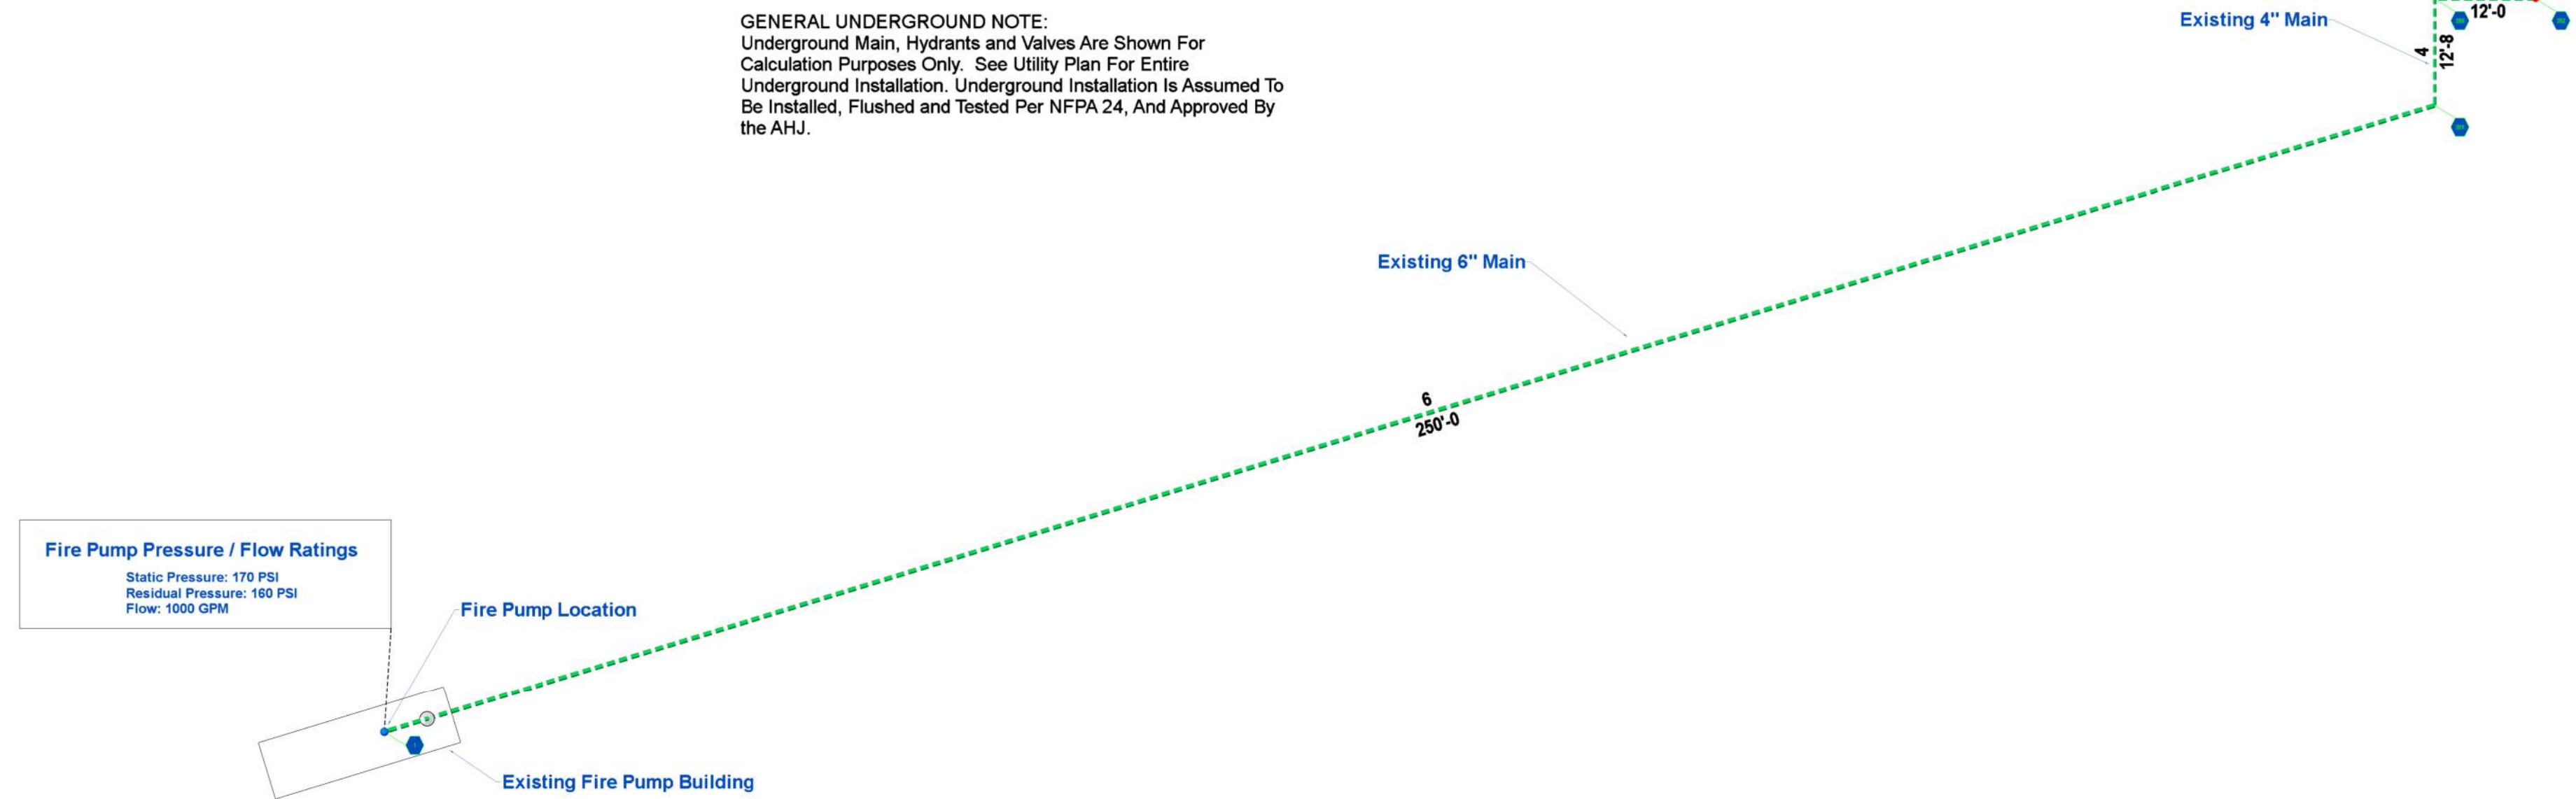 GENERAL UNDERGROUND NOTE:
Underground Main, Hydrants and Valves Are Shown For
Calculation Purposes Only.  See Utility Plan For Entire
Underground Installation. Underground Installation Is Assumed To
Be Installed, Flushed and Tested Per NFPA 24, And Approved By
the AHJ.
Existing 4" Main
12'-0
4
12'-8
Existing 6" Main
6
250'-0
Fire Pump Pressure / Flow Ratings
Static Pressure: 170 PSI
Residual Pressure: 160 PSI
Flow: 1000 GPM
Fire Pump Location
Existing Fire Pump Building